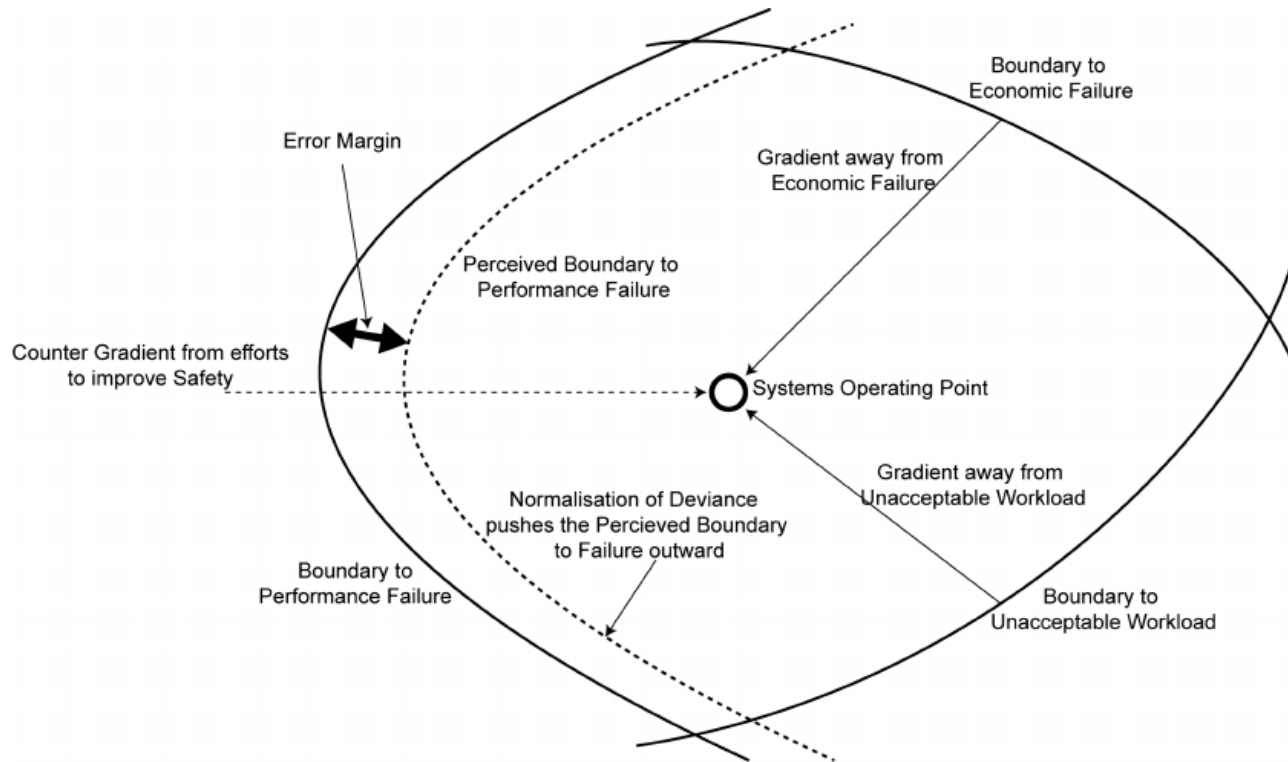 Boundary to
Economic Failure
Error Margin
Gradient away from
Economic Failure
Perceived Boundary to
Performance Failure
Counter Gradient from efforts
to improve Safety
Systems Operating Point
Gradient away from
Unacceptable Workload
Normalisation of Deviance
pushes the Percieved Boundary
to Failure outward
Boundary to
Performance Failure
Boundary to
Unacceptable Workload